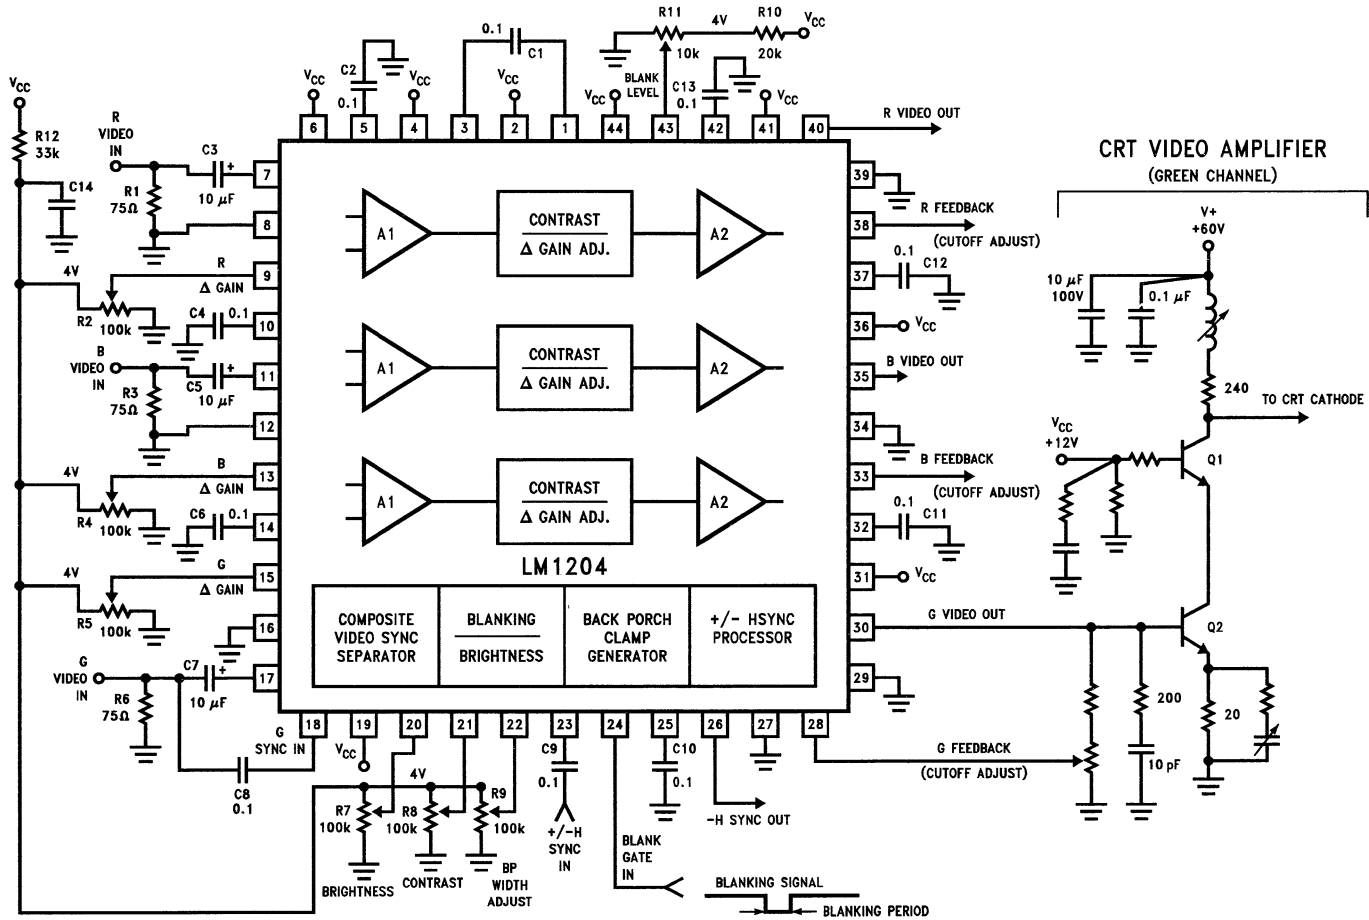 R11
4V
R10
VCC
10k
20k
BLANK
LEVEL
0.1
C1
C2
0.1
VCC
VCC
VCC
VCC
C13
0.1
VCC
6
5
4
3
2
1
44
43
42
41
40
R VIDEO OUT
VCC
R12
33k
C14
R
VIDEO
IN
R1
75Ω
C3
+
10 μF
7
8
4V
R
Δ GAIN
9
R2
100k
C4
0.1
10
B
VIDEO
IN
R3
75Ω
C5
+
10 μF
11
12
4V
B
Δ GAIN
13
R4
100k
C6
0.1
14
4V
G
Δ GAIN
15
R5
100k
16
G
VIDEO
IN
R6
75Ω
C7
+
10 μF
17
A1
CONTRAST
Δ GAIN ADJ.
A2
A1
CONTRAST
Δ GAIN ADJ.
A2
A1
CONTRAST
Δ GAIN ADJ.
A2
LM1204
COMPOSITE
VIDEO SYNC
SEPARATOR
BLANKING
BRIGHTNESS
BACK PORCH
CLAMP
GENERATOR
+/- HSYNC
PROCESSOR
39
38
R FEEDBACK
(CUTOFF ADJUST)
37
0.1
C12
36
VCC
35
B VIDEO OUT
34
33
B FEEDBACK
(CUTOFF ADJUST)
32
0.1
C11
31
VCC
30
G VIDEO OUT
29
18
19
20
21
22
23
24
25
26
27
28
G
SYNC IN
VCC
C8
0.1
4V
R7
100k
BRIGHTNESS
R8
100k
CONTRAST
R9
100k
BP
WIDTH
ADJUST
C9
0.1
+/-H
SYNC
IN
BLANK
GATE
IN
C10
0.1
-H SYNC OUT
G FEEDBACK
(CUTOFF ADJUST)
BLANKING SIGNAL
BLANKING PERIOD
CRT VIDEO AMPLIFIER
(GREEN CHANNEL)
V+
+60V
10 μF
100V
0.1 μF
240
TO CRT CATHODE
VCC
+12V
Q1
Q2
200
10 pF
20